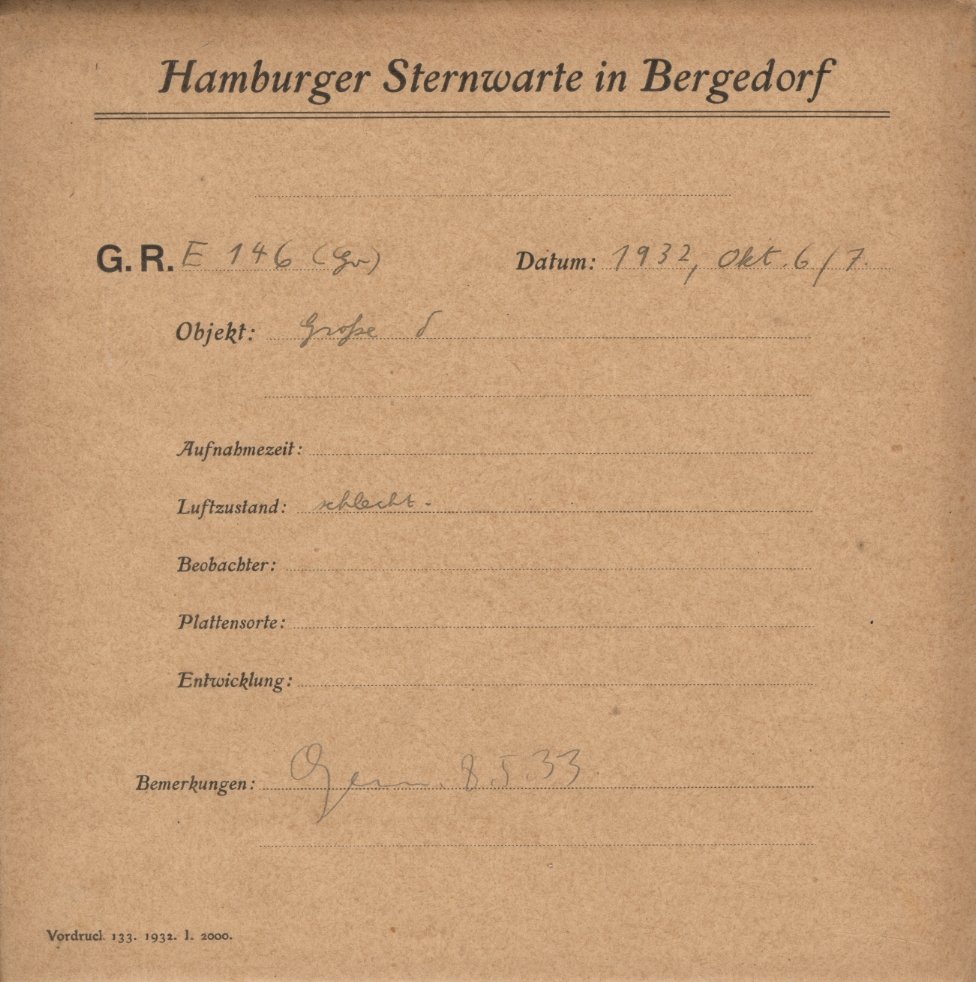 Hamburger Sternwarte in Bergedorf
G. R. E 146 (Gr) Datum: 1932, Okt. 6/7.
Objekt: Große δ
Aufnahmezeit:
Luftzustand: schlecht.
Beobachter:
Plattensorte:
Entwicklung:
Bemerkungen: Gem. 8.5.33
Vordruck 133. 1932. I. 2000.